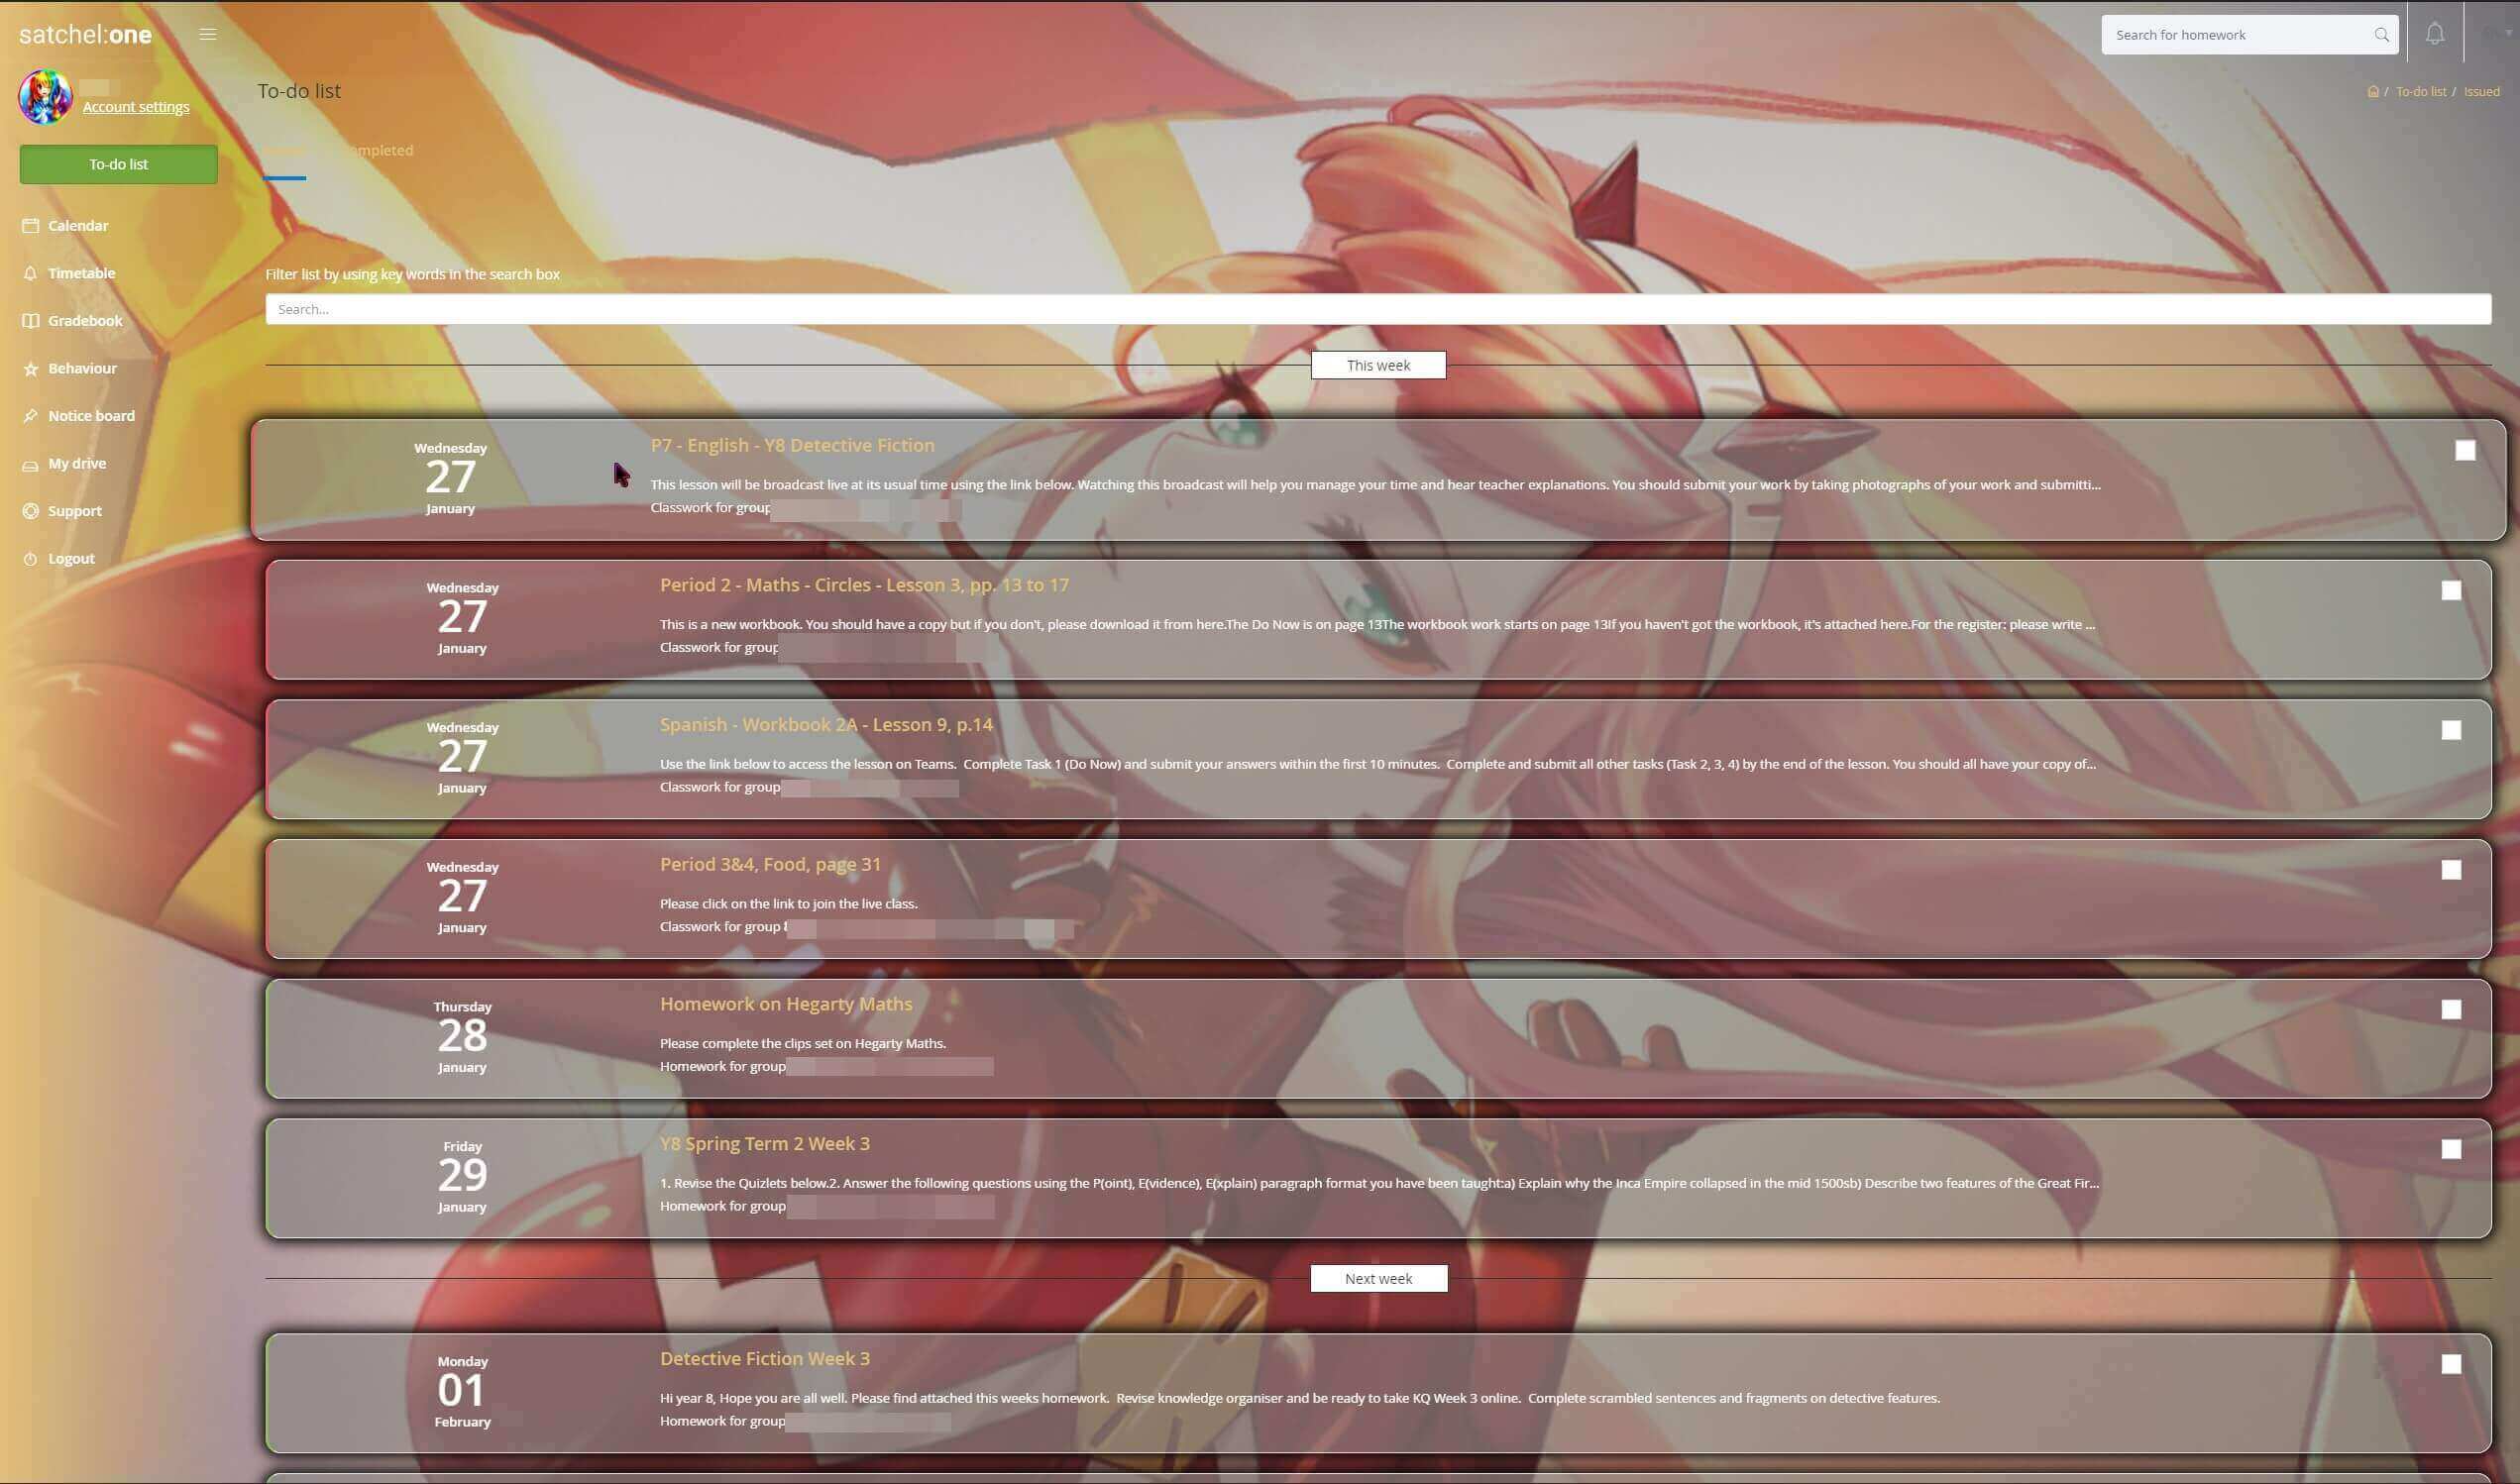 satchel:one
Search for homework
Account settings
To-do list
/ To-do list / Issued
To-do list
ompleted
Calendar
Timetable
Gradebook
Behaviour
Notice board
My drive
Support
Logout
Filter list by using key words in the search box
Search...
This week
Wednesday
27
January
P7 - English - Y8 Detective Fiction
This lesson will be broadcast live at its usual time using the link below. Watching this broadcast will help you manage your time and hear teacher explanations. You should submit your work by taking photographs of your work and submitti...
Classwork for group
Wednesday
27
January
Period 2 - Maths - Circles - Lesson 3, pp. 13 to 17
This is a new workbook. You should have a copy but if you don't, please download it from here.The Do Now is on page 13The workbook work starts on page 13If you haven't got the workbook, it's attached here.For the register: please write ...
Classwork for group
Wednesday
27
January
Spanish - Workbook 2A - Lesson 9, p.14
Use the link below to access the lesson on Teams.  Complete Task 1 (Do Now) and submit your answers within the first 10 minutes.  Complete and submit all other tasks (Task 2, 3, 4) by the end of the lesson. You should all have your copy of...
Classwork for group
Wednesday
27
January
Period 3&4, Food, page 31
Please click on the link to join the live class.
Classwork for group
Thursday
28
January
Homework on Hegarty Maths
Please complete the clips set on Hegarty Maths.
Homework for group
Friday
29
January
Y8 Spring Term 2 Week 3
1. Revise the Quizlets below.2. Answer the following questions using the P(oint), E(vidence), E(xplain) paragraph format you have been taught:a) Explain why the Inca Empire collapsed in the mid 1500sb) Describe two features of the Great Fir...
Homework for group
Next week
Monday
01
February
Detective Fiction Week 3
Hi year 8, Hope you are all well. Please find attached this weeks homework.  Revise knowledge organiser and be ready to take KQ Week 3 online.  Complete scrambled sentences and fragments on detective features.
Homework for group